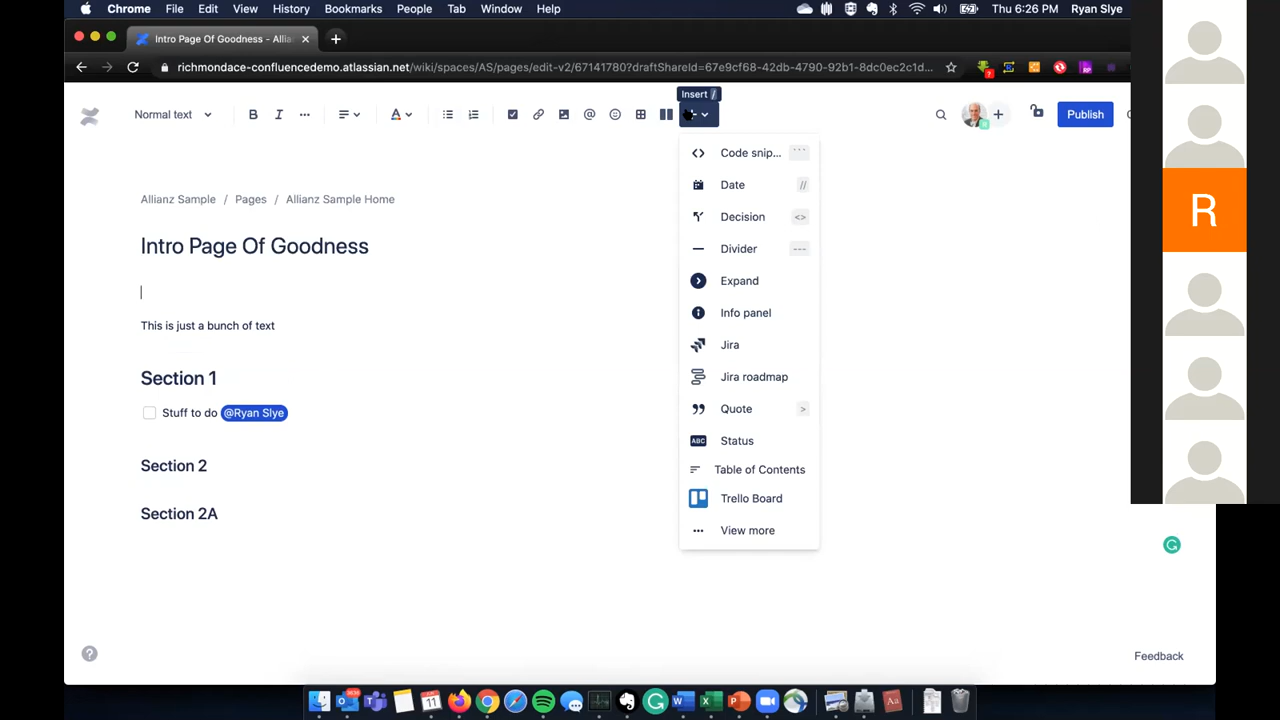 Chrome File Edit View History Bookmarks People Tab Window Help Thu 6:26 PM Ryan Slye
Intro Page Of Goodness - Allia
richmondace-confluencedemo.atlassian.net/wiki/spaces/AS/pages/edit-v2/67141780?draftShareId=67e9cf68-42db-4790-92b1-8dc0ec2c1d...
Insert /
Normal text B I A Publish
Code snip... ```
Date //
Decision <>
Divider ---
Expand
Info panel
Jira
Jira roadmap
Quote >
ABC Status
Table of Contents
Trello Board
View more
Allianz Sample / Pages / Allianz Sample Home
Intro Page Of Goodness
This is just a bunch of text
Section 1
Stuff to do @Ryan Slye
Section 2
Section 2A
Feedback
R